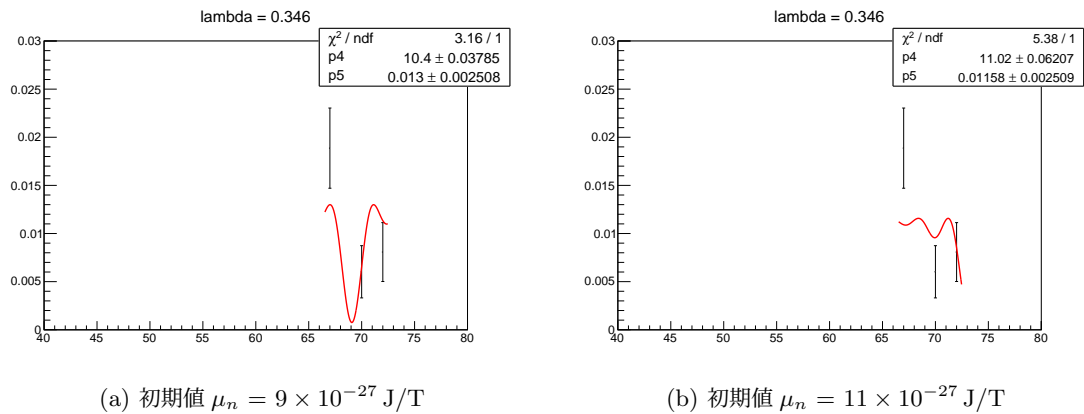 lambda = 0.346
χ² / ndf 3.16 / 1
p4 10.4 ± 0.03785
p5 0.013 ± 0.002508
0.03
0.025
0.02
0.015
0.01
0.005
0
40 45 50 55 60 65 70 75 80
(a) 初期値 μₙ = 9 × 10⁻²⁷ J/T
lambda = 0.346
χ² / ndf 5.38 / 1
p4 11.02 ± 0.06207
p5 0.01158 ± 0.002509
0.03
0.025
0.02
0.015
0.01
0.005
0
40 45 50 55 60 65 70 75 80
(b) 初期値 μₙ = 11 × 10⁻²⁷ J/T